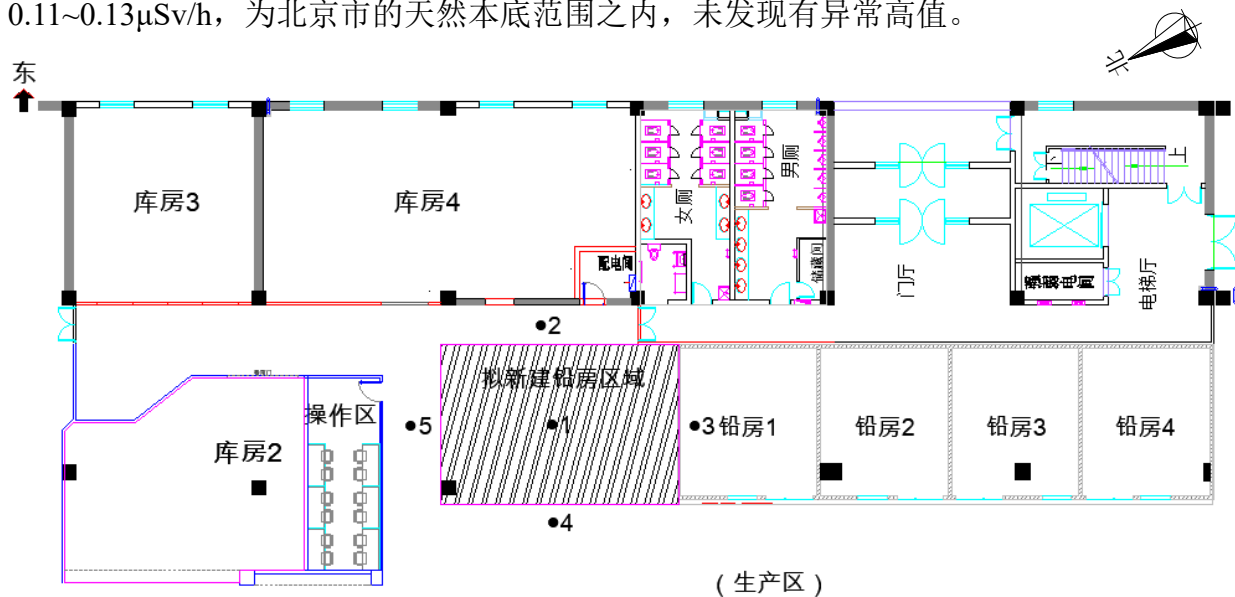 0.11~0.13μSv/h，为北京市的天然本底范围之内，未发现有异常高值。
北
东
库房3
库房4
配电间
女厕
男厕
储藏间
门厅
下
上
电梯厅
●2
拟新建铅房区域
●1
●5
●3
铅房1
铅房2
铅房3
铅房4
●4
操作区
库房2
（生产区）